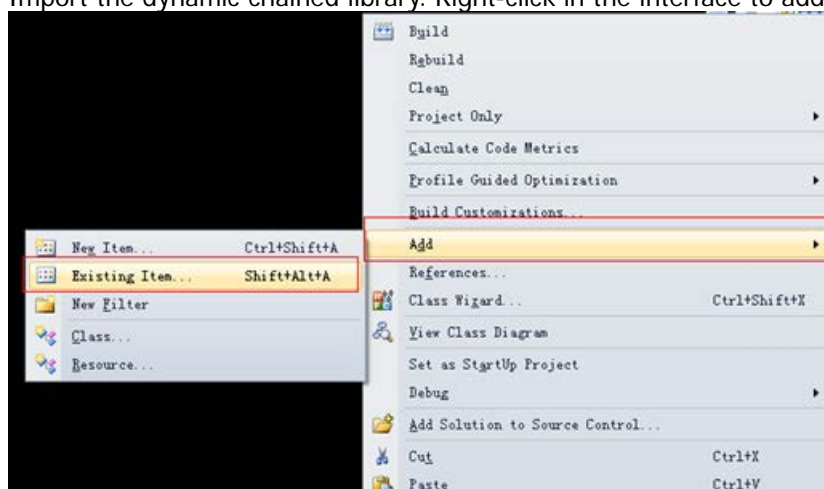 Import the dynamic chained library. Right-click in the interface to add
Build
Rebuild
Clean
Project Only
Calculate Code Metrics
Profile Guided Optimization
Build Customizations...
Add
New Item... Ctrl+Shift+A
Existing Item... Shift+Alt+A
New Filter
Class...
Resource...
References...
Class Wizard... Ctrl+Shift+X
View Class Diagram
Set as StartUp Project
Debug
Add Solution to Source Control...
Cut Ctrl+X
Paste Ctrl+V